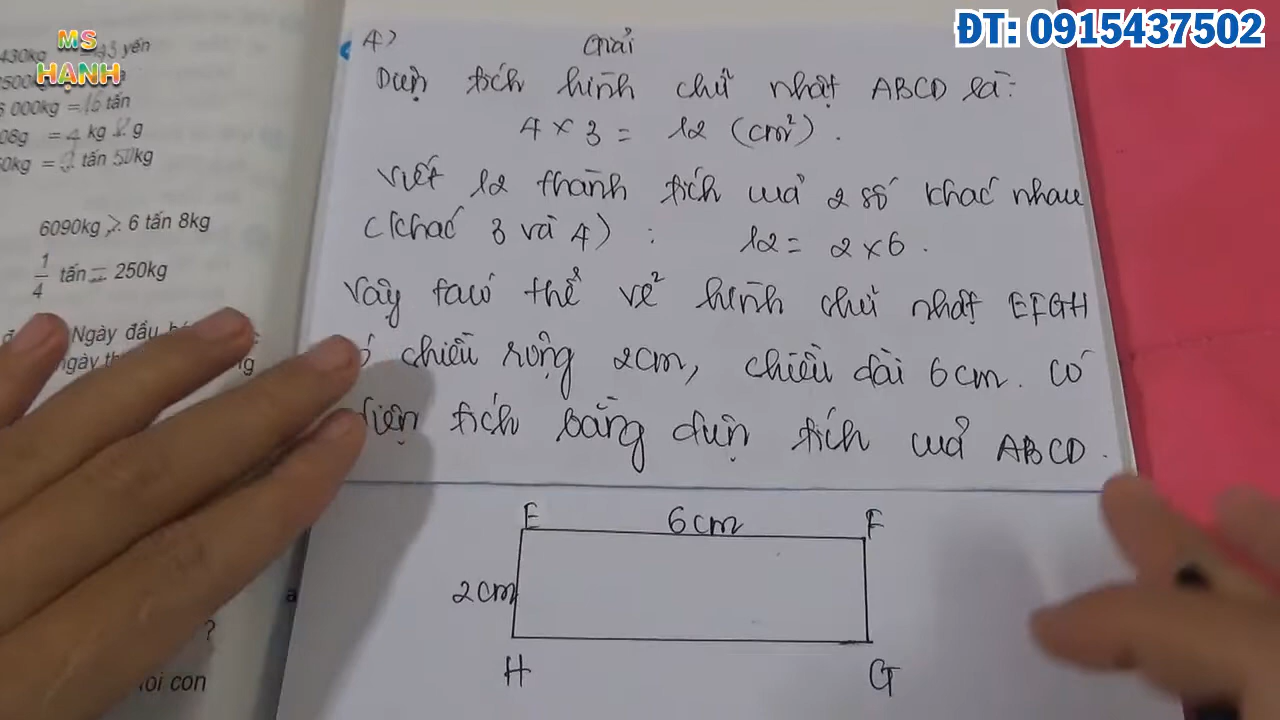 MS
HẠNH
ĐT: 0915437502
430kg
yến
6 000kg = 16 tấn
08g = 4 kg g
0kg = tấn 50kg
6090kg > 6 tấn 8kg
1/4 tấn = 250kg
Ngày đầu
ngày
?
con
4) Giải
Diện tích hình chữ nhật ABCD là:
4 × 3 = 12 (cm²).
Viết 12 thành tích của 2 số khác nhau
(khác 3 và 4) : 12 = 2 × 6.
Vậy ta có thể vẽ hình chữ nhật EFGH
chiều rộng 2cm, chiều dài 6cm. Có
diện tích bằng diện tích của ABCD.
E 6cm F
2cm
H G